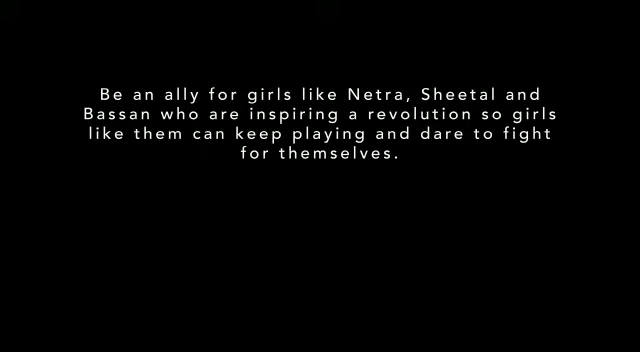 Be an ally for girls like Netra, Sheetal and
Bassan who are inspiring a revolution so girls
like them can keep playing and dare to fight
for themselves.